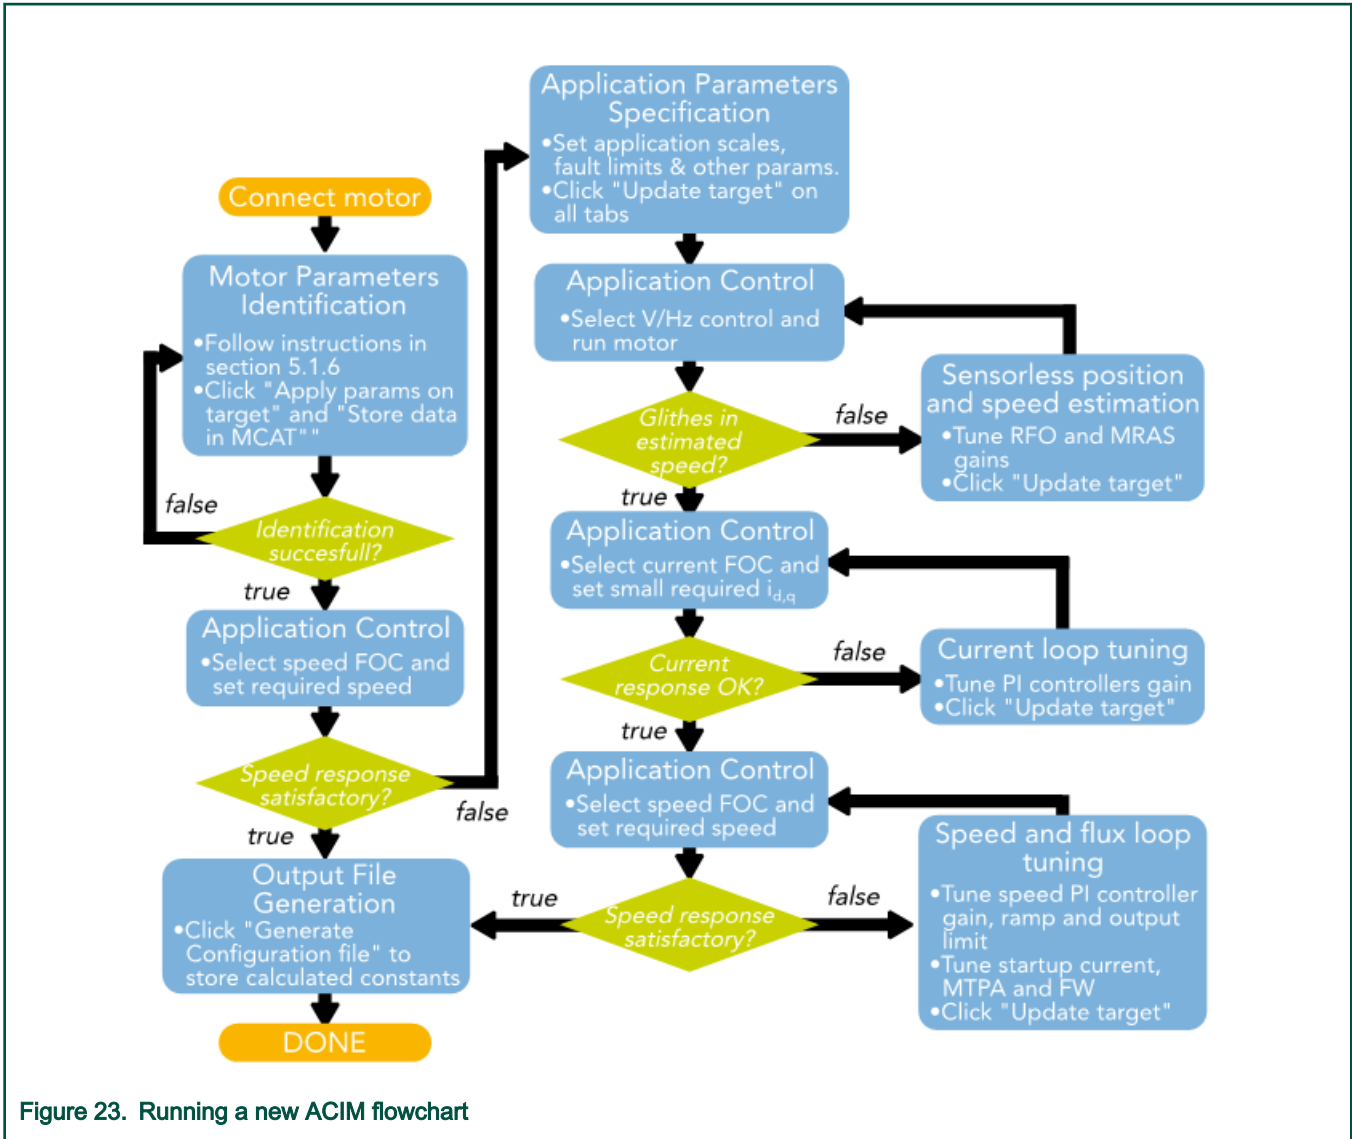 Connect motor
Motor Parameters
Identification
•Follow instructions in
section 5.1.6
•Click "Apply params on
target" and "Store data
in MCAT""
false
Identification
succesfull?
true
Application Control
•Select speed FOC and
set required speed
Speed response
satisfactory?
false
true
Output File
Generation
•Click "Generate
Configuration file" to
store calculated constants
DONE
Application Parameters
Specification
•Set application scales,
fault limits & other params.
•Click "Update target" on
all tabs
Application Control
•Select V/Hz control and
run motor
Glithes in
estimated
speed?
false
Sensorless position
and speed estimation
•Tune RFO and MRAS
gains
•Click "Update target"
true
Application Control
•Select current FOC and
set small required id,q
Current
response OK?
false
Current loop tuning
•Tune PI controllers gain
•Click "Update target"
true
Application Control
•Select speed FOC and
set required speed
Speed response
satisfactory?
true
false
Speed and flux loop
tuning
•Tune speed PI controller
gain, ramp and output
limit
•Tune startup current,
MTPA and FW
•Click "Update target"
Figure 23. Running a new ACIM flowchart